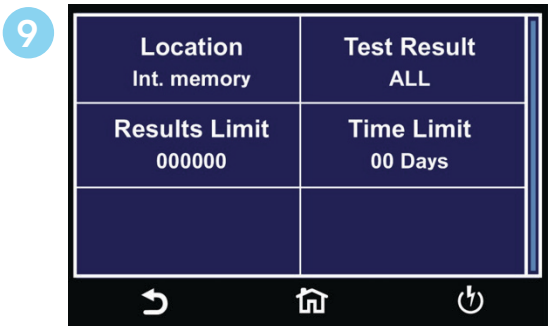 9
Location
Int. memory
Test Result
ALL
Results Limit
000000
Time Limit
00 Days